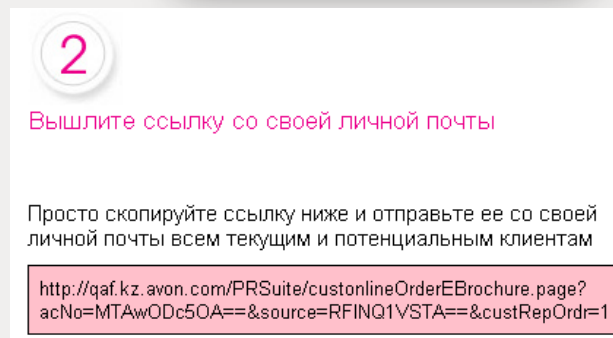 2
Вышлите ссылку со своей личной почты
Просто скопируйте ссылку ниже и отправьте ее со своей
личной почты всем текущим и потенциальным клиентам
http://qaf.kz.avon.com/PRSuite/custonlineOrderEBrochure.page?
acNo=MTAwODc5OA==&source=RFINQ1VSTA==&custRepOrdr=1